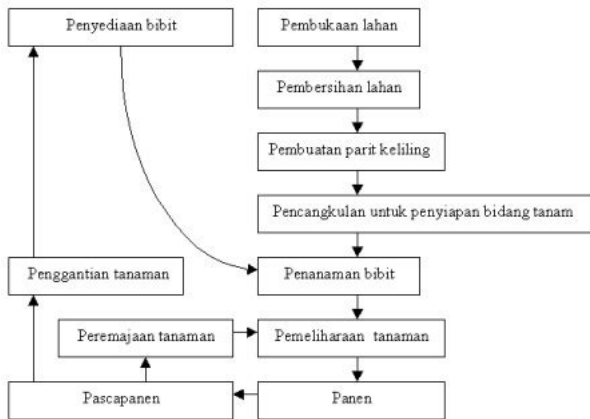 Penyediaan bibit
Pembukaan lahan
Pembersihan lahan
Pembuatan parit keliling
Pencangkulan untuk penyiapan bidang tanam
Penggantian tanaman
Penanaman bibit
Peremajaan tanaman
Pemeliharaan tanaman
Pascapanen
Panen